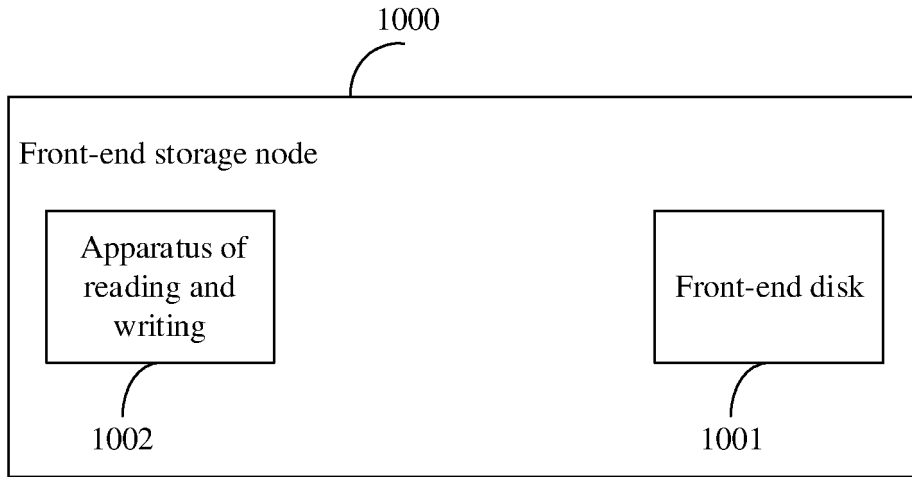 1000
Front-end storage node
Apparatus of
reading and
writing
Front-end disk
1002
1001